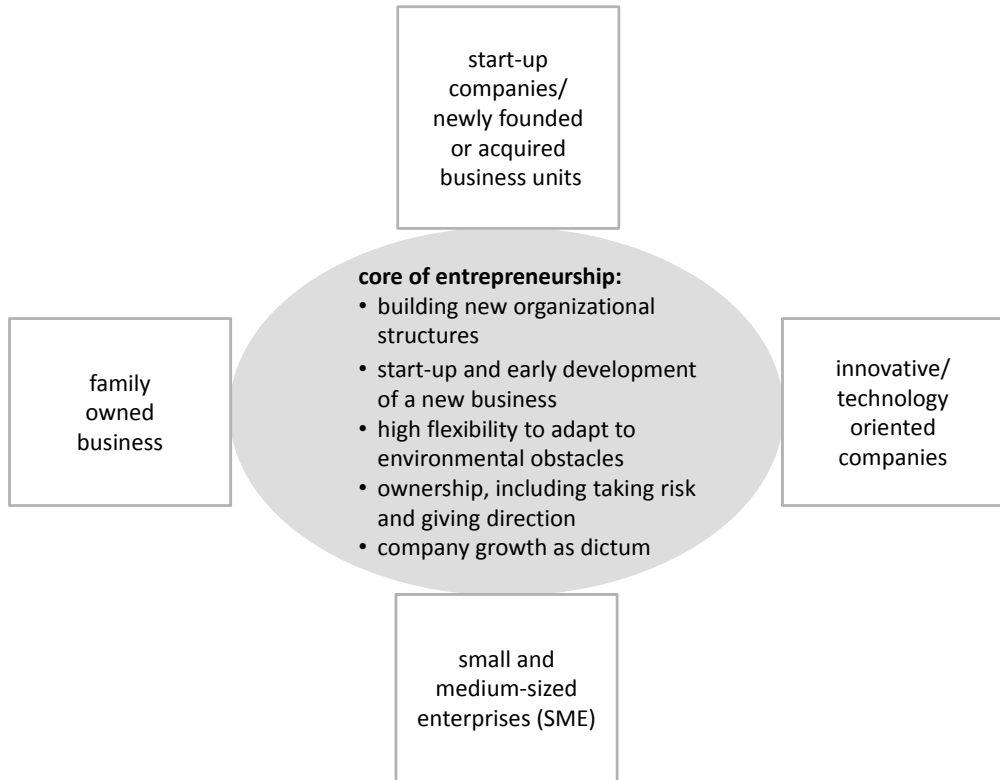 start-up
companies/
newly founded
or acquired
business units
core of entrepreneurship:
• building new organizational
structures
• start-up and early development
of a new business
• high flexibility to adapt to
environmental obstacles
• ownership, including taking risk
and giving direction
• company growth as dictum
family
owned
business
innovative/
technology
oriented
companies
small and
medium-sized
enterprises (SME)